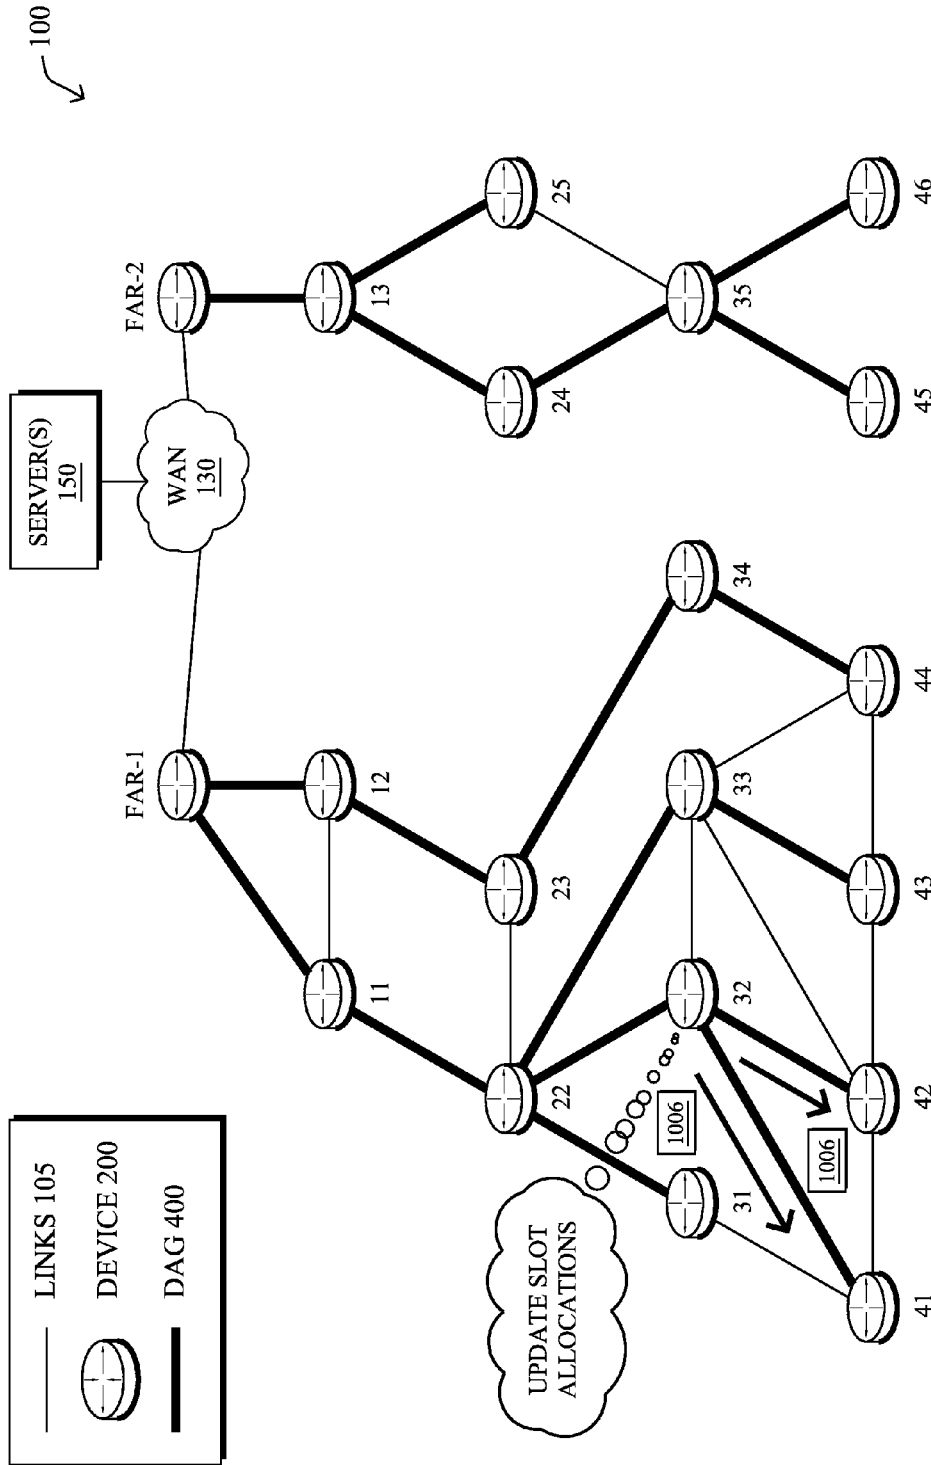 100
SERVER(S)
150
WAN
130
FAR-1
FAR-2
LINKS 105
DEVICE 200
DAG 400
11
12
13
22
23
24
25
UPDATE SLOT
ALLOCATIONS
1006
1006
31
32
33
34
35
41
42
43
44
45
46